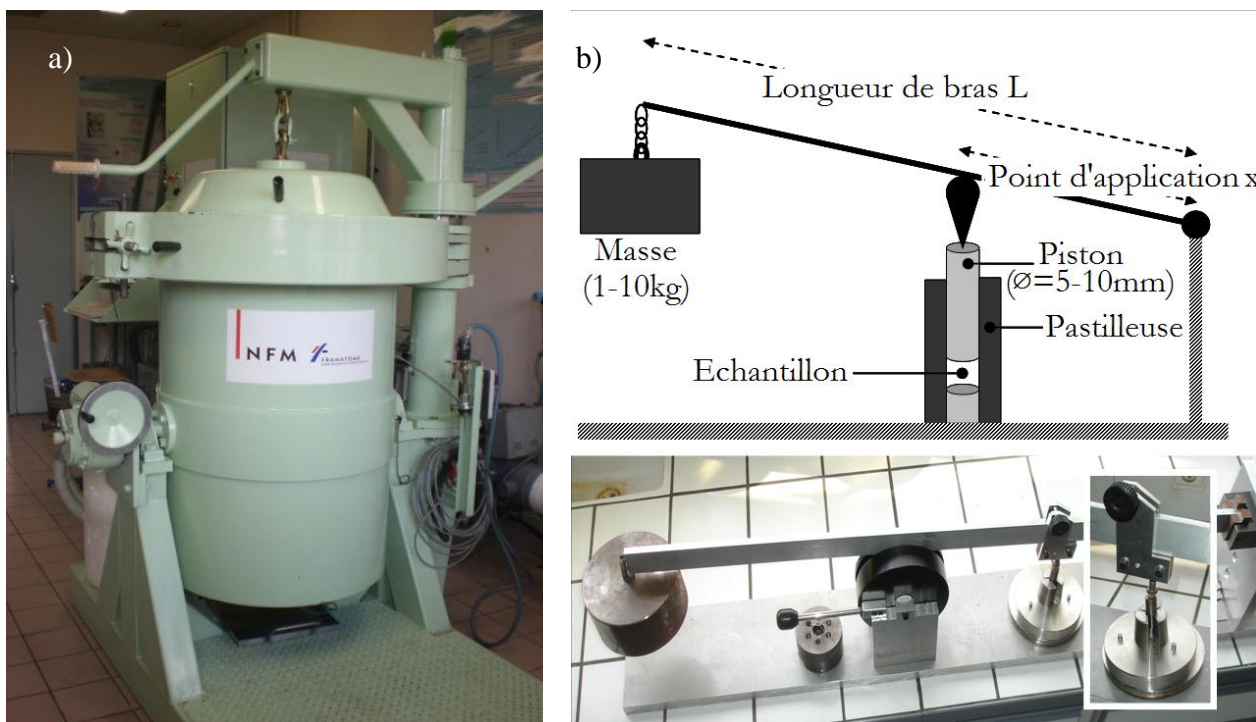 a)
NFM
FRAMATOME
b)
Longueur de bras L
Point d'application x
Masse
(1-10kg)
Piston
(∅=5-10mm)
Pastilleuse
Echantillon